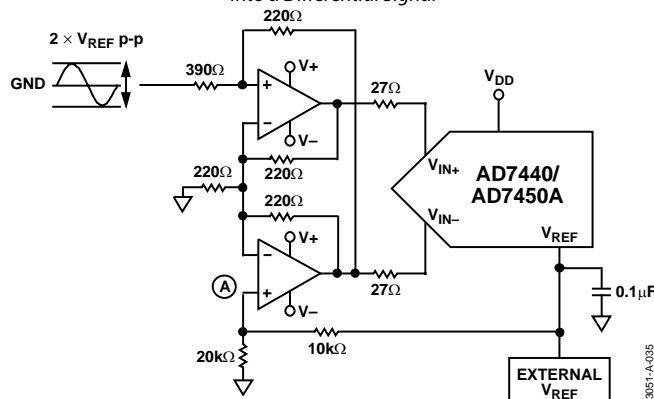 into a Differential Signal
220Ω
2 × VREF p-p
GND
390Ω
V+
+
–
V–
27Ω
VDD
220Ω
220Ω
220Ω
VIN+
AD7440/
AD7450A
VIN–
VREF
V+
–
+
V–
A
27Ω
0.1μF
10kΩ
20kΩ
EXTERNAL
VREF
3051-A-035